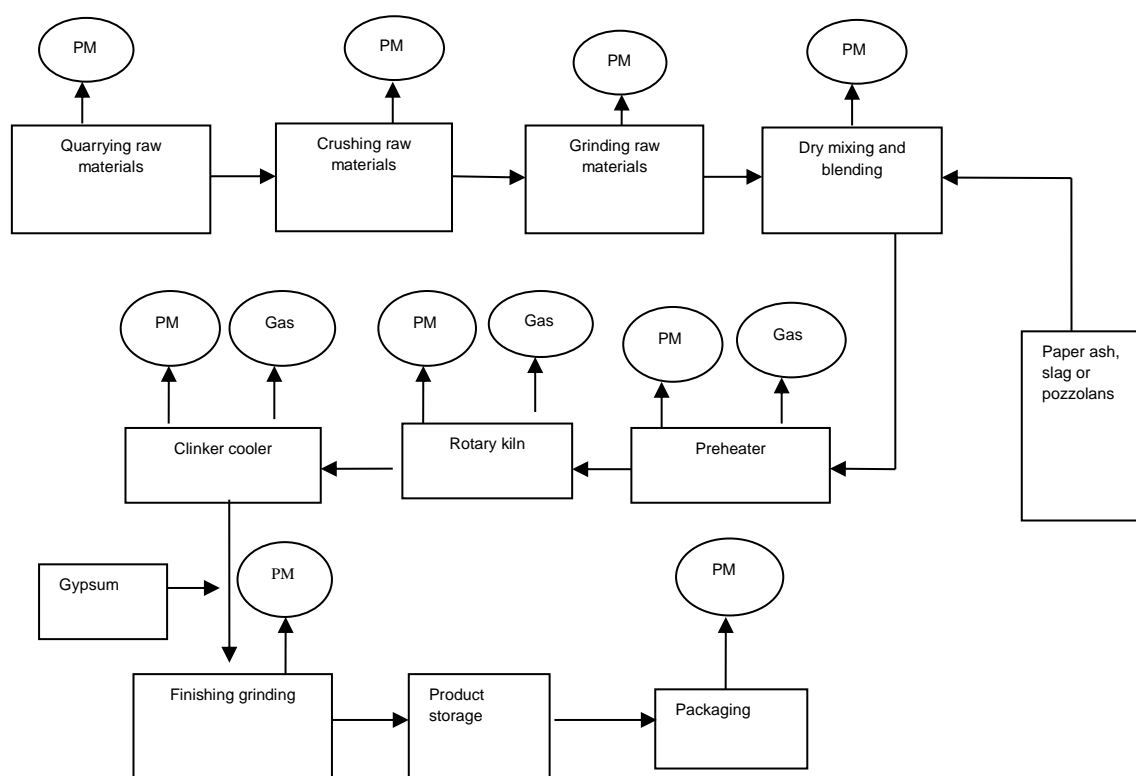 PM
PM
PM
PM
Quarrying raw
materials
Crushing raw
materials
Grinding raw
materials
Dry mixing and
blending
PM
Gas
PM
Gas
PM
Gas
Paper ash,
slag or
pozzolans
Clinker cooler
Rotary kiln
Preheater
Gypsum
PM
PM
Finishing grinding
Product
storage
Packaging